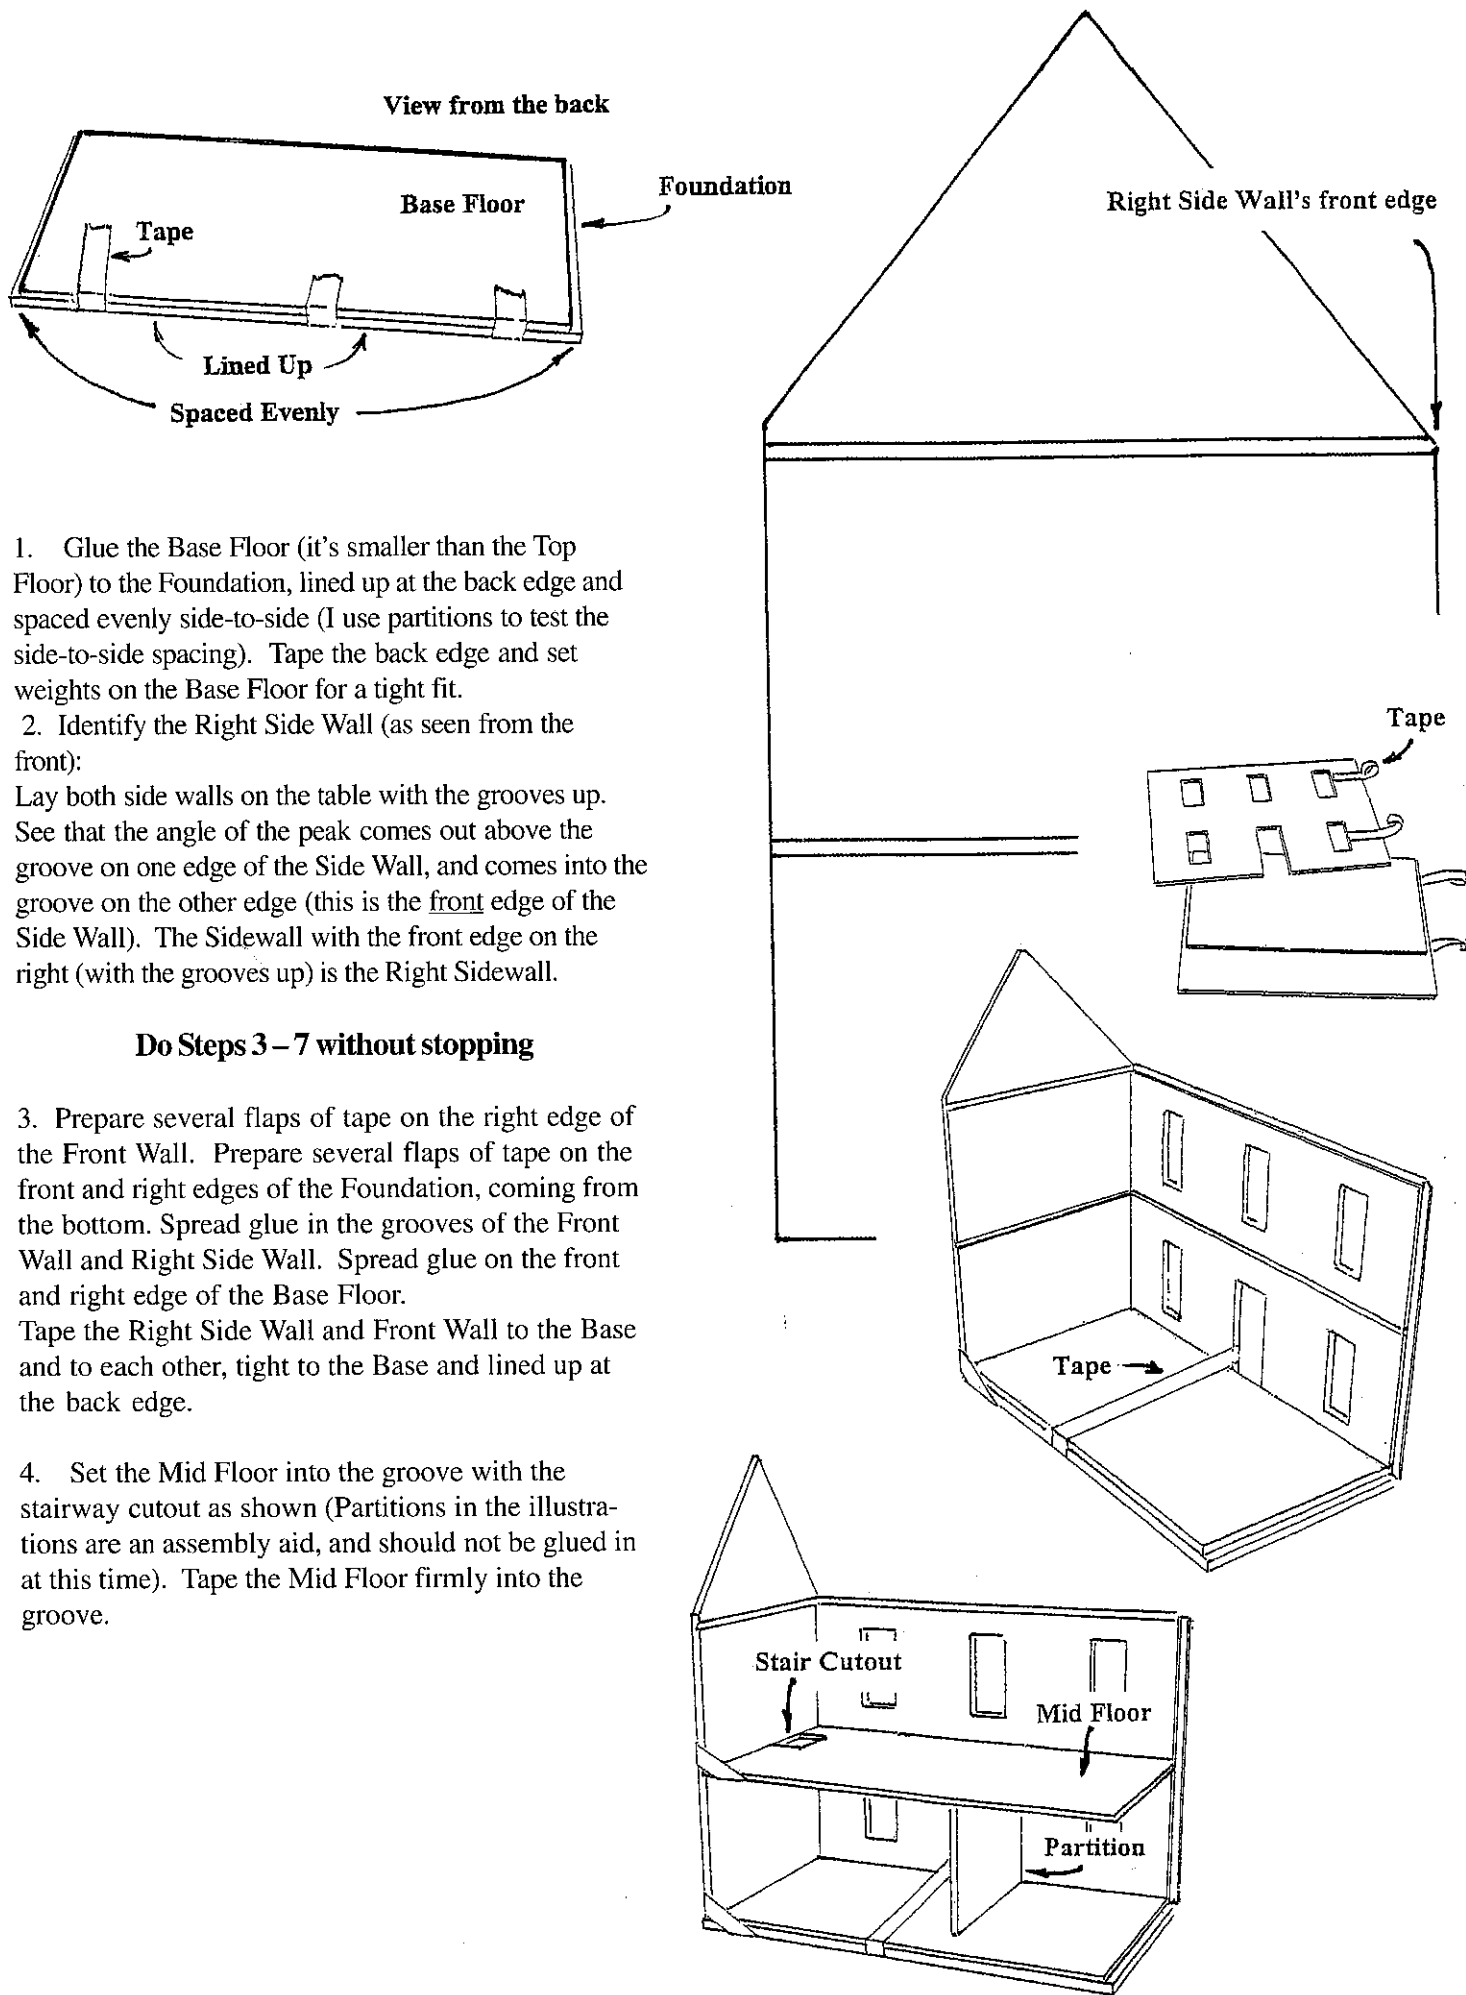 View from the back
Foundation
Base Floor
Tape
Lined Up
Spaced Evenly
Right Side Wall's front edge
1. Glue the Base Floor (it's smaller than the Top
Floor) to the Foundation, lined up at the back edge and
spaced evenly side-to-side (I use partitions to test the
side-to-side spacing). Tape the back edge and set
weights on the Base Floor for a tight fit.
2. Identify the Right Side Wall (as seen from the
front):
Lay both side walls on the table with the grooves up.
See that the angle of the peak comes out above the
groove on one edge of the Side Wall, and comes into the
groove on the other edge (this is the front edge of the
Side Wall). The Sidewall with the front edge on the
right (with the grooves up) is the Right Sidewall.
Do Steps 3 – 7 without stopping
3. Prepare several flaps of tape on the right edge of
the Front Wall. Prepare several flaps of tape on the
front and right edges of the Foundation, coming from
the bottom. Spread glue in the grooves of the Front
Wall and Right Side Wall. Spread glue on the front
and right edge of the Base Floor.
Tape the Right Side Wall and Front Wall to the Base
and to each other, tight to the Base and lined up at
the back edge.
4. Set the Mid Floor into the groove with the
stairway cutout as shown (Partitions in the illustra-
tions are an assembly aid, and should not be glued in
at this time). Tape the Mid Floor firmly into the
groove.
Tape
Tape
Stair Cutout
Mid Floor
Partition